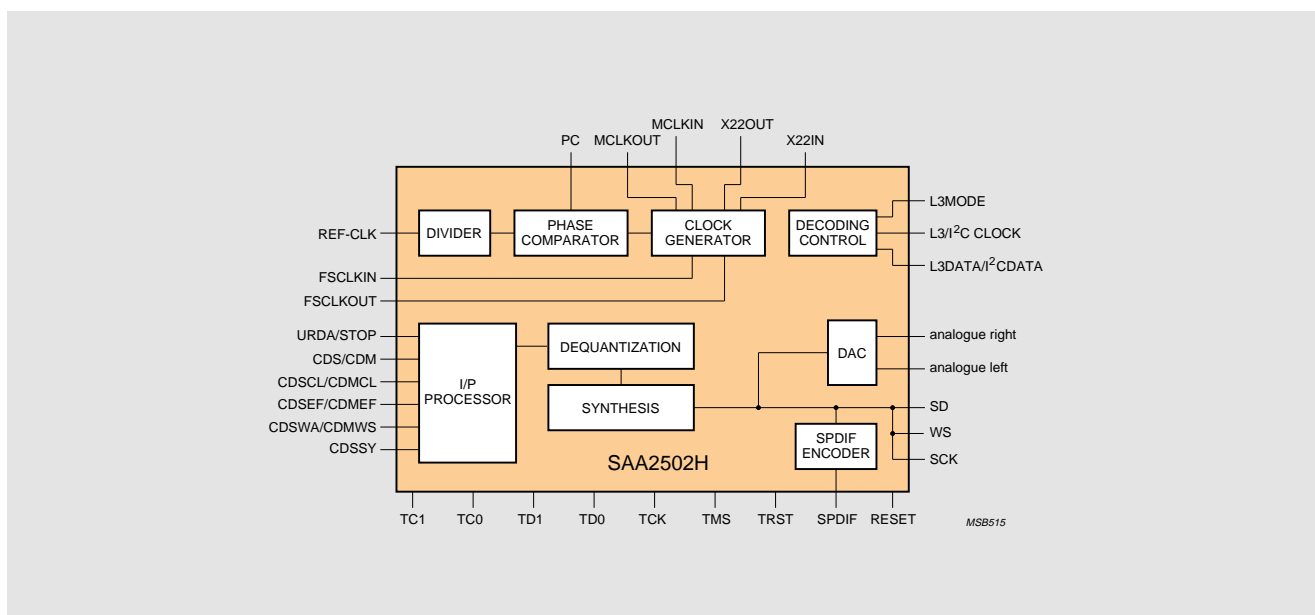 MCLKIN X22OUT
PC MCLKOUT X22IN
REF-CLK
DIVIDER
PHASE
COMPARATOR
CLOCK
GENERATOR
DECODING
CONTROL
L3MODE
L3/I²C CLOCK
L3DATA/I²CDATA
FSCLKIN
FSCLKOUT
URDA/STOP
CDS/CDM
CDSCL/CDMCL
CDSEF/CDMEF
CDSWA/CDMWS
CDSSY
I/P
PROCESSOR
DEQUANTIZATION
SYNTHESIS
DAC
analogue right
analogue left
SD
WS
SCK
SPDIF
ENCODER
SAA2502H
TC1 TC0 TD1 TD0 TCK TMS TRST SPDIF RESET
MSB515